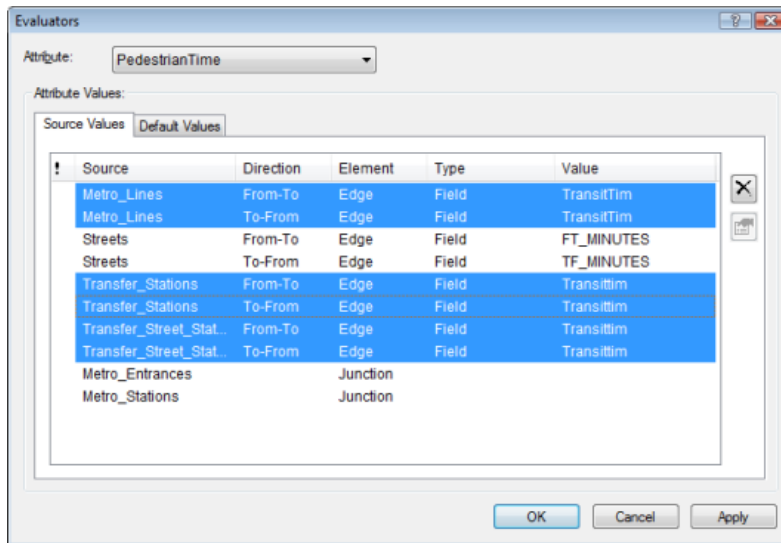 Evaluators
Attribute: PedestrianTime
Attribute Values:
Source Values Default Values
! Source Direction Element Type Value
Metro_Lines From-To Edge Field TransitTim
Metro_Lines To-From Edge Field TransitTim
Streets From-To Edge Field FT_MINUTES
Streets To-From Edge Field TF_MINUTES
Transfer_Stations From-To Edge Field Transittim
Transfer_Stations To-From Edge Field Transittim
Transfer_Street_Stat... From-To Edge Field Transittim
Transfer_Street_Stat... To-From Edge Field Transittim
Metro_Entrances Junction
Metro_Stations Junction
OK Cancel Apply